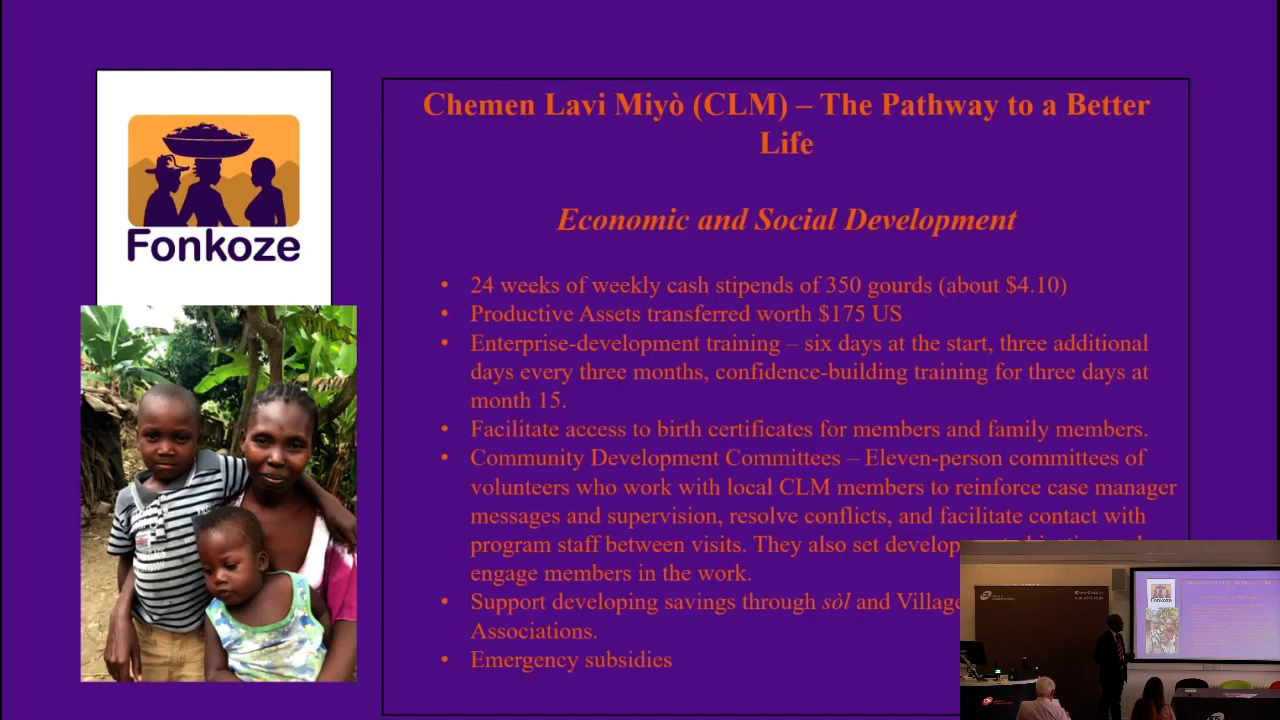 Fonkoze
Chemen Lavi Miyò (CLM) – The Pathway to a Better
Life
Economic and Social Development
• 24 weeks of weekly cash stipends of 350 gourds (about $4.10)
• Productive Assets transferred worth $175 US
• Enterprise-development training – six days at the start, three additional
days every three months, confidence-building training for three days at
month 15.
• Facilitate access to birth certificates for members and family members.
• Community Development Committees – Eleven-person committees of
volunteers who work with local CLM members to reinforce case manager
messages and supervision, resolve conflicts, and facilitate contact with
program staff between visits. They also set
engage members in the work.
• Support developing savings through sòl and Village
Associations.
• Emergency subsidies
Fonkoze